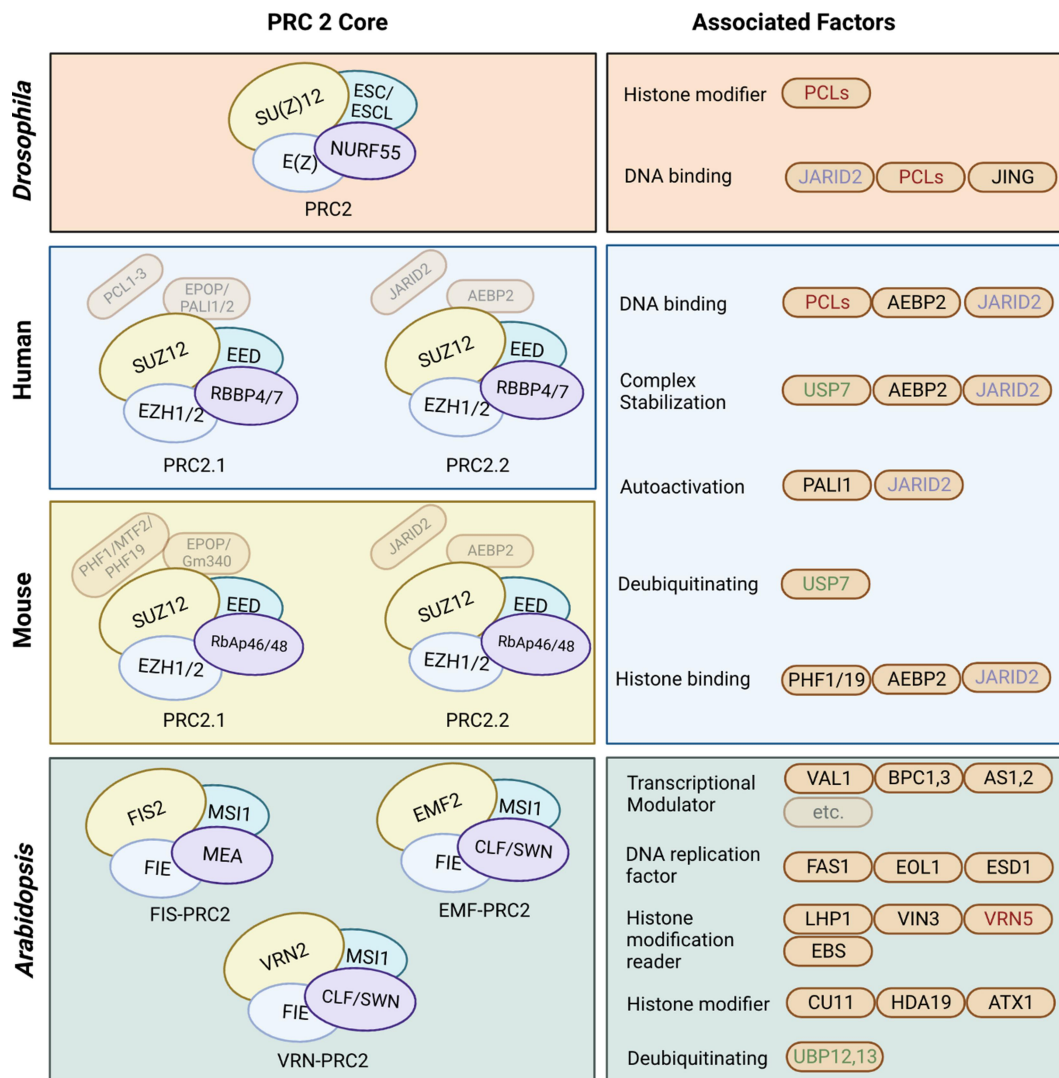 PRC 2 Core
Associated Factors
Drosophila
SU(Z)12
ESC/
ESCL
E(Z)
NURF55
PRC2
Histone modifier
PCLs
DNA binding
JARID2
PCLs
JING
Human
PCL1-3
EPOP/
PALI1/2
SUZ12
EED
RBBP4/7
EZH1/2
PRC2.1
JARID2
AEBP2
SUZ12
EED
RBBP4/7
EZH1/2
PRC2.2
DNA binding
PCLs
AEBP2
JARID2
Complex
Stabilization
USP7
AEBP2
JARID2
Autoactivation
PALI1
JARID2
Mouse
PHF1/MTF2/
PHF19
EPOP/
Gm340
SUZ12
EED
RbAp46/48
EZH1/2
PRC2.1
JARID2
AEBP2
SUZ12
EED
RbAp46/48
EZH1/2
PRC2.2
Deubiquitinating
USP7
Histone binding
PHF1/19
AEBP2
JARID2
Arabidopsis
FIS2
MSI1
MEA
FIE
FIS-PRC2
EMF2
MSI1
CLF/SWN
FIE
EMF-PRC2
VRN2
MSI1
CLF/SWN
FIE
VRN-PRC2
Transcriptional
Modulator
VAL1
BPC1,3
AS1,2
etc.
DNA replication
factor
FAS1
EOL1
ESD1
Histone
modification
reader
LHP1
VIN3
VRN5
EBS
Histone modifier
CU11
HDA19
ATX1
Deubiquitinating
UBP12,13